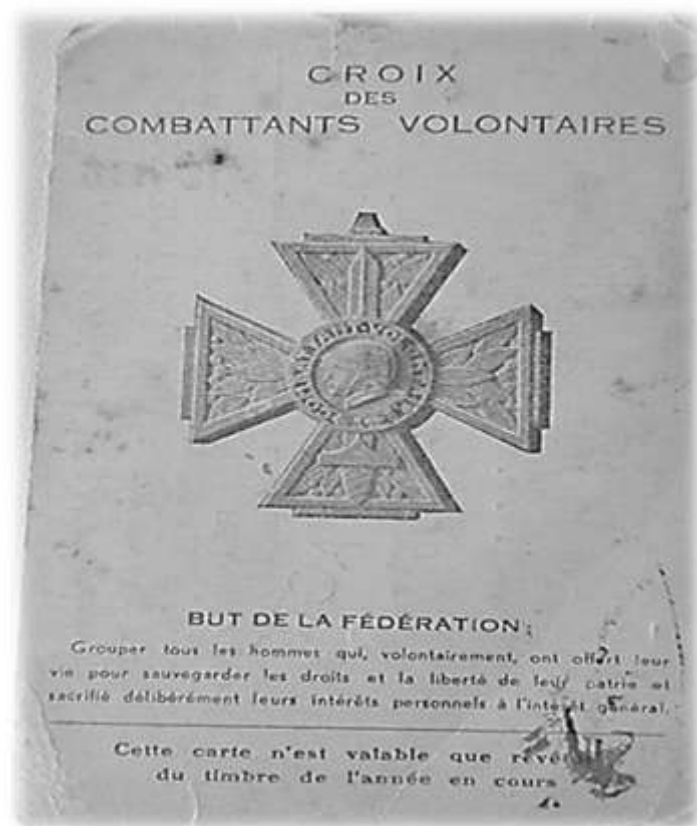 CROIX
DES
COMBATTANTS VOLONTAIRES
BUT DE LA FÉDÉRATION :
Grouper tous les hommes qui, volontairement, ont offert leur
vie pour sauvegarder les droits et la liberté de leur patrie et
sacrifié délibérément leurs intérêts personnels à l'intérêt général.
Cette carte n'est valable que
du timbre de l'année en cours